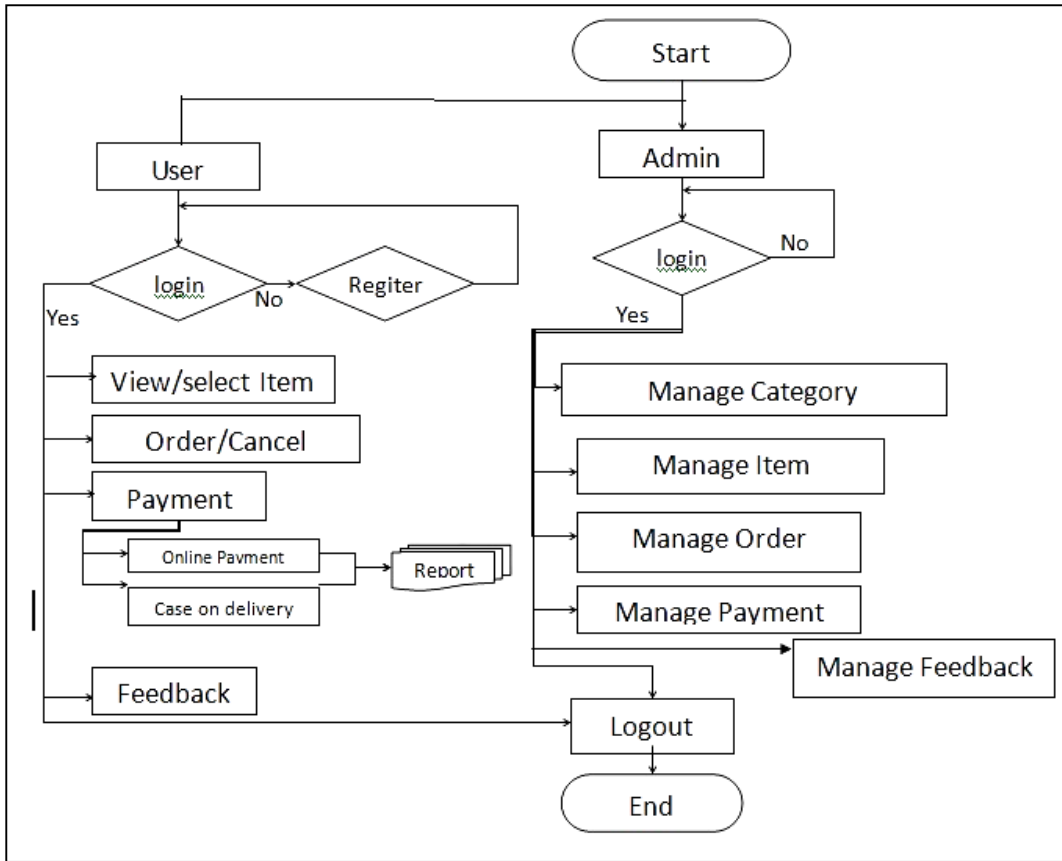 Start
User
Admin
login
No
Regiter
Yes
login
No
Yes
View/select Item
Order/Cancel
Payment
Online Payment
Case on delivery
Report
Feedback
Manage Category
Manage Item
Manage Order
Manage Payment
Manage Feedback
Logout
End